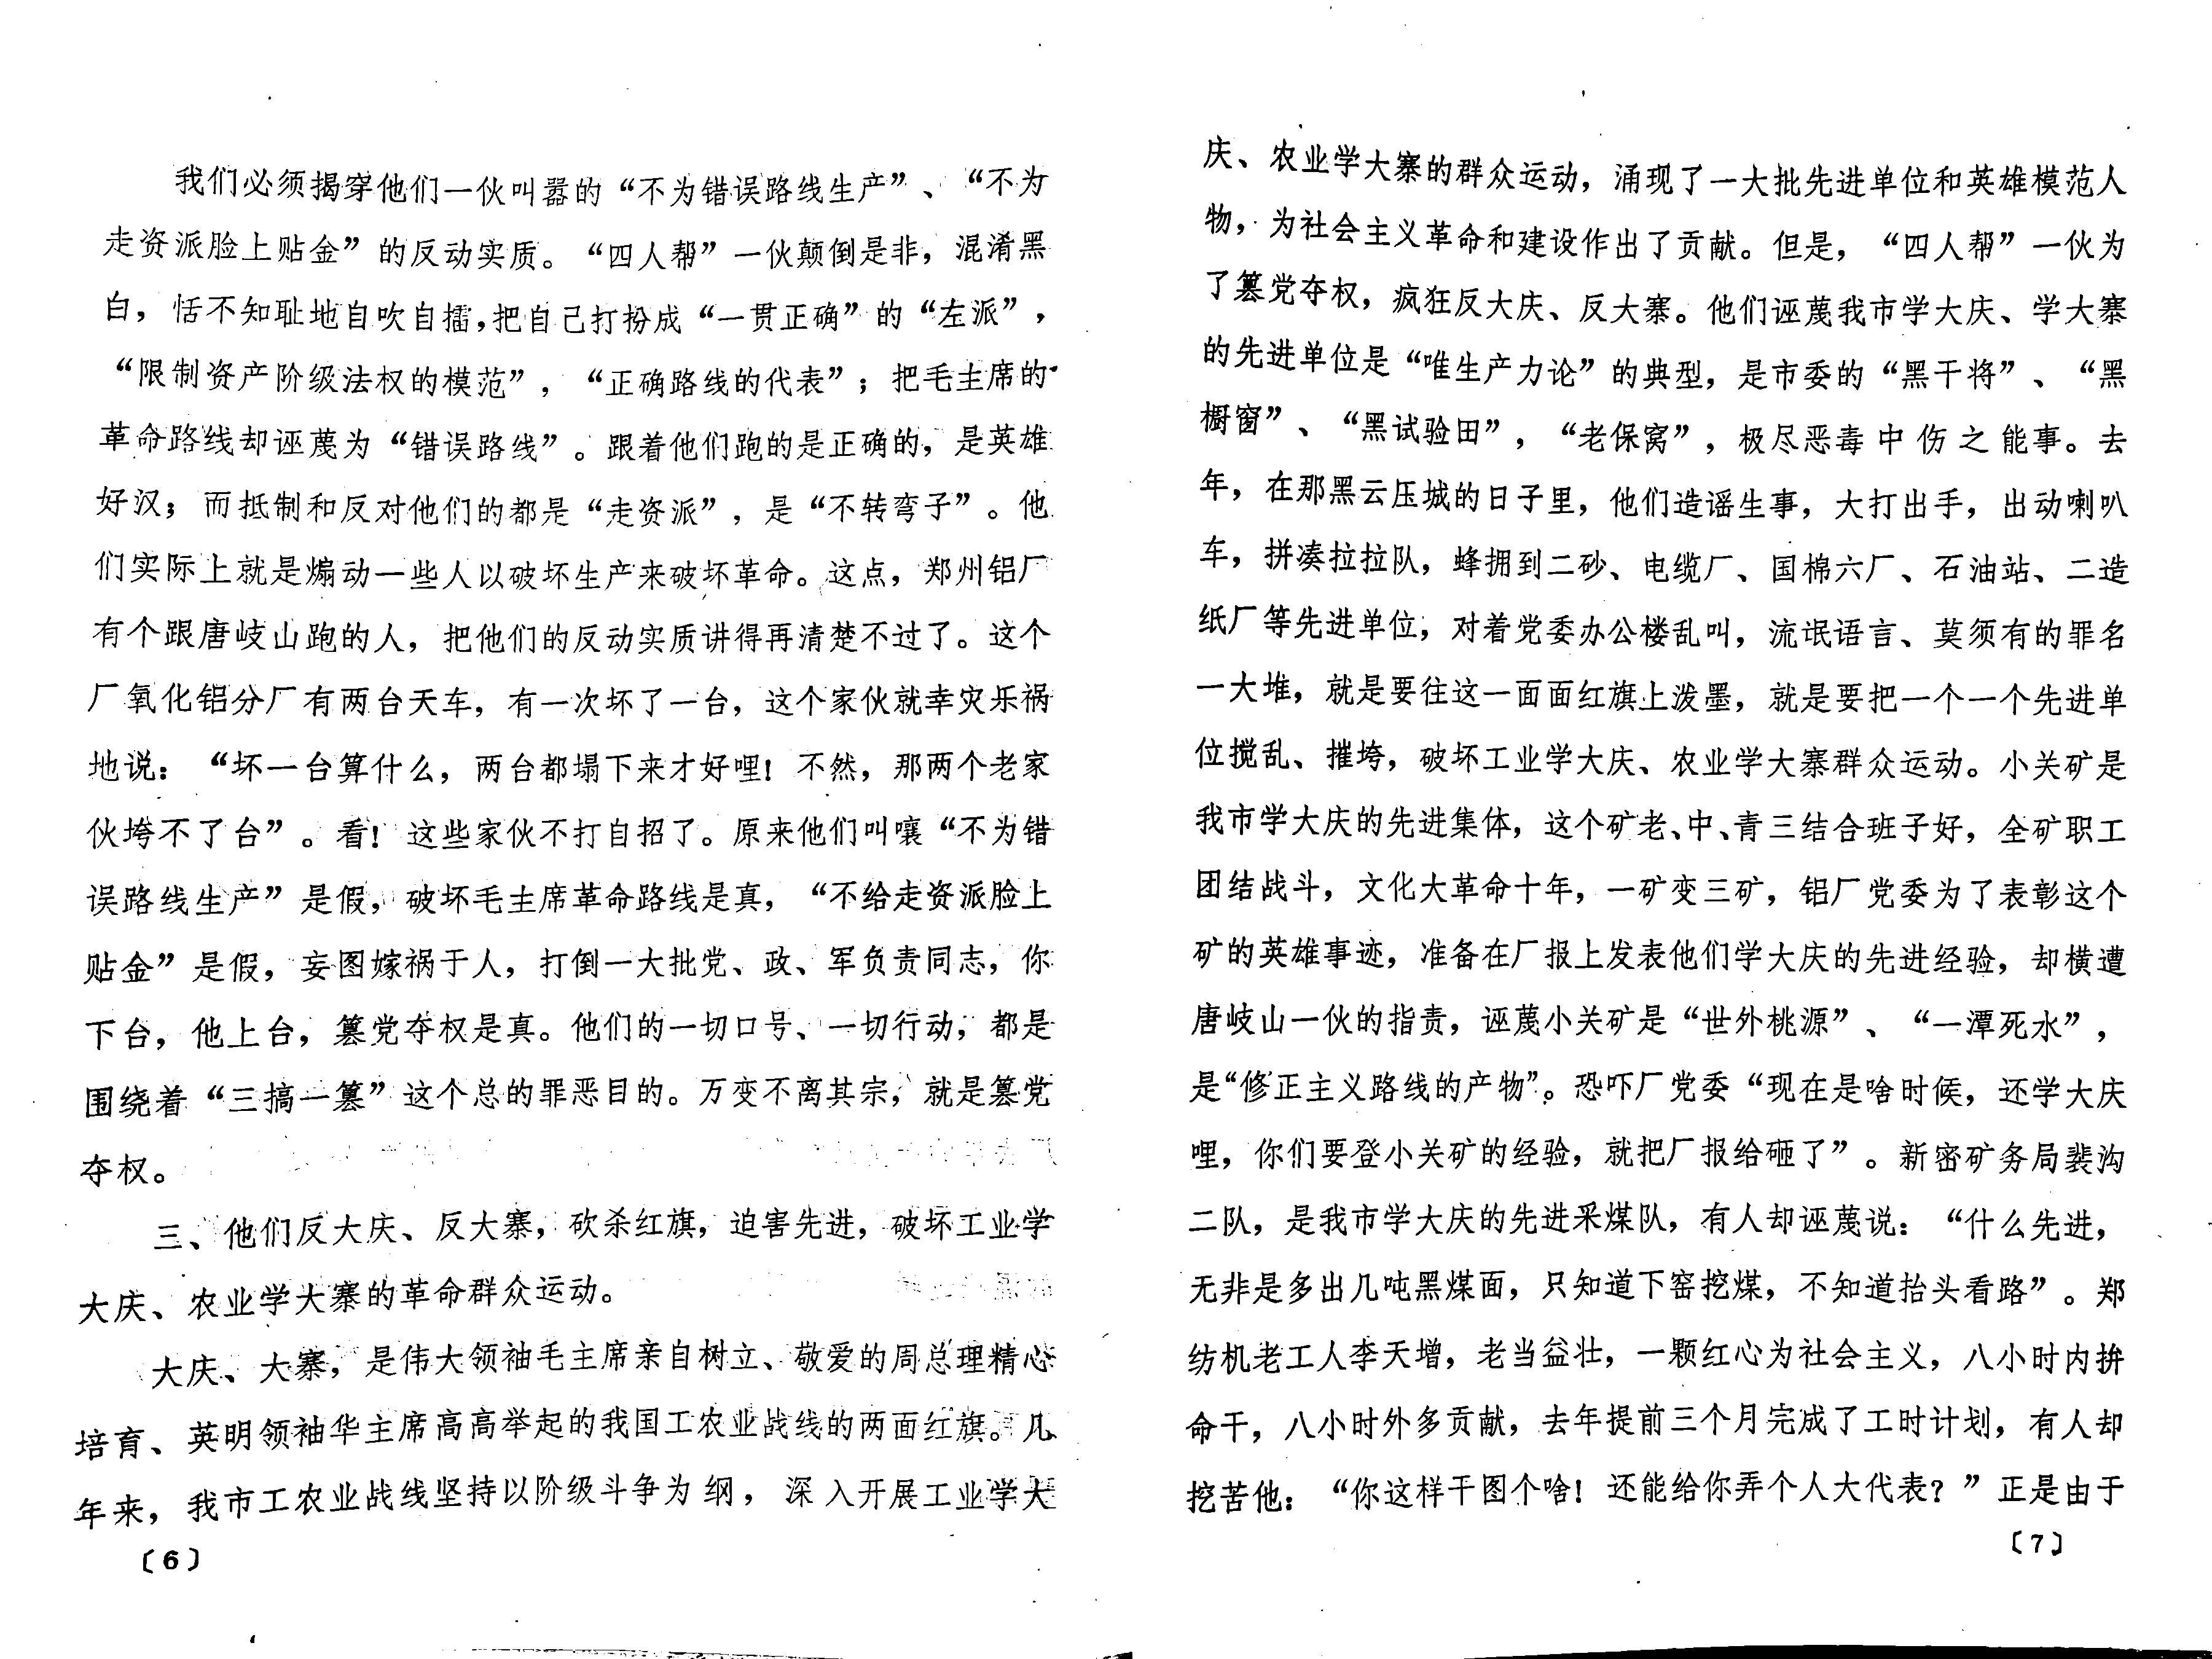 我们必须揭穿他们一伙叫嚣的“不为错误路线生产”、“不为
走资派脸上贴金”的反动实质。“四人帮”一伙颠倒是非，混淆黑
白，恬不知耻地自吹自擂，把自己打扮成“一贯正确”的“左派”，
“限制资产阶级法权的模范”，“正确路线的代表”；把毛主席的
革命路线却诬蔑为“错误路线”。跟着他们跑的是正确的，是英雄
好汉；而抵制和反对他们的都是“走资派”，是“不转弯子”。他
们实际上就是煽动一些人以破坏生产来破坏革命。这点，郑州铝厂
有个跟唐岐山跑的人，把他们的反动实质讲得再清楚不过了。这个
厂氧化铝分厂有两台天车，有一次坏了一台，这个家伙就幸灾乐祸
地说：“坏一台算什么，两台都塌下来才好哩！不然，那两个老家
伙垮不了台”。看！这些家伙不打自招了。原来他们叫嚷“不为错
误路线生产”是假，破坏毛主席革命路线是真，“不给走资派脸上
贴金”是假，妄图嫁祸于人，打倒一大批党、政、军负责同志，你
下台，他上台，篡党夺权是真。他们的一切口号、一切行动，都是
围绕着“三搞一篡”这个总的罪恶目的。万变不离其宗，就是篡党
夺权。
三、他们反大庆、反大寨，砍杀红旗，迫害先进，破坏工业学
大庆、农业学大寨的革命群众运动。
大庆、大寨，是伟大领袖毛主席亲自树立、敬爱的周总理精心
培育、英明领袖华主席高高举起的我国工农业战线的两面红旗。几
年来，我市工农业战线坚持以阶级斗争为纲，深入开展工业学大
〔6〕
庆、农业学大寨的群众运动，涌现了一大批先进单位和英雄模范人
物，为社会主义革命和建设作出了贡献。但是，“四人帮”一伙为
了篡党夺权，疯狂反大庆、反大寨。他们诬蔑我市学大庆、学大寨
的先进单位是“唯生产力论”的典型，是市委的“黑干将”、“黑
橱窗”、“黑试验田”，“老保窝”，极尽恶毒中伤之能事。去
年，在那黑云压城的日子里，他们造谣生事，大打出手，出动喇叭
车，拼凑拉拉队，蜂拥到二砂、电缆厂、国棉六厂、石油站、二造
纸厂等先进单位，对着党委办公楼乱叫，流氓语言、莫须有的罪名
一大堆，就是要往这一面面红旗上泼墨，就是要把一个一个先进单
位搅乱、摧垮，破坏工业学大庆、农业学大寨群众运动。小关矿是
我市学大庆的先进集体，这个矿老、中、青三结合班子好，全矿职工
团结战斗，文化大革命十年，一矿变三矿，铝厂党委为了表彰这个
矿的英雄事迹，准备在厂报上发表他们学大庆的先进经验，却横遭
唐岐山一伙的指责，诬蔑小关矿是“世外桃源”、“一潭死水”，
是“修正主义路线的产物”。恐吓厂党委“现在是啥时候，还学大庆
哩，你们要登小关矿的经验，就把厂报给砸了”。新密矿务局裴沟
二队，是我市学大庆的先进采煤队，有人却诬蔑说：“什么先进，
无非是多出几吨黑煤面，只知道下窑挖煤，不知道抬头看路”。郑
纺机老工人李天增，老当益壮，一颗红心为社会主义，八小时内拚
命干，八小时外多贡献，去年提前三个月完成了工时计划，有人却
挖苦他：“你这样干图个啥！还能给你弄个人大代表？”正是由于
〔7〕